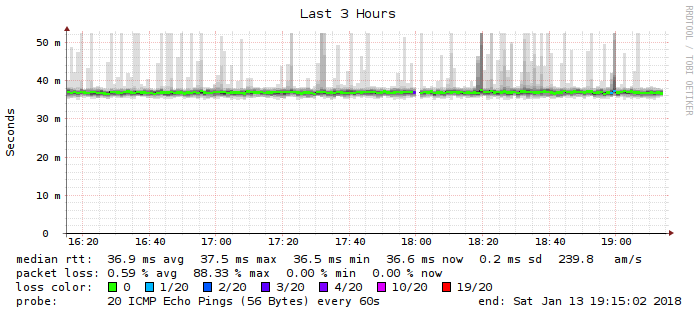 Last 3 Hours
RRDTOOL / TOBI OETIKER
Seconds
50 m
40 m
30 m
20 m
10 m
0
16:20 16:40 17:00 17:20 17:40 18:00 18:20 18:40 19:00
median rtt: 36.9 ms avg 37.5 ms max 36.5 ms min 36.6 ms now 0.2 ms sd 239.8 am/s
packet loss: 0.59 % avg 88.33 % max 0.00 % min 0.00 % now
loss color: 0 1/20 2/20 3/20 4/20 10/20 19/20
probe: 20 ICMP Echo Pings (56 Bytes) every 60s end: Sat Jan 13 19:15:02 2018